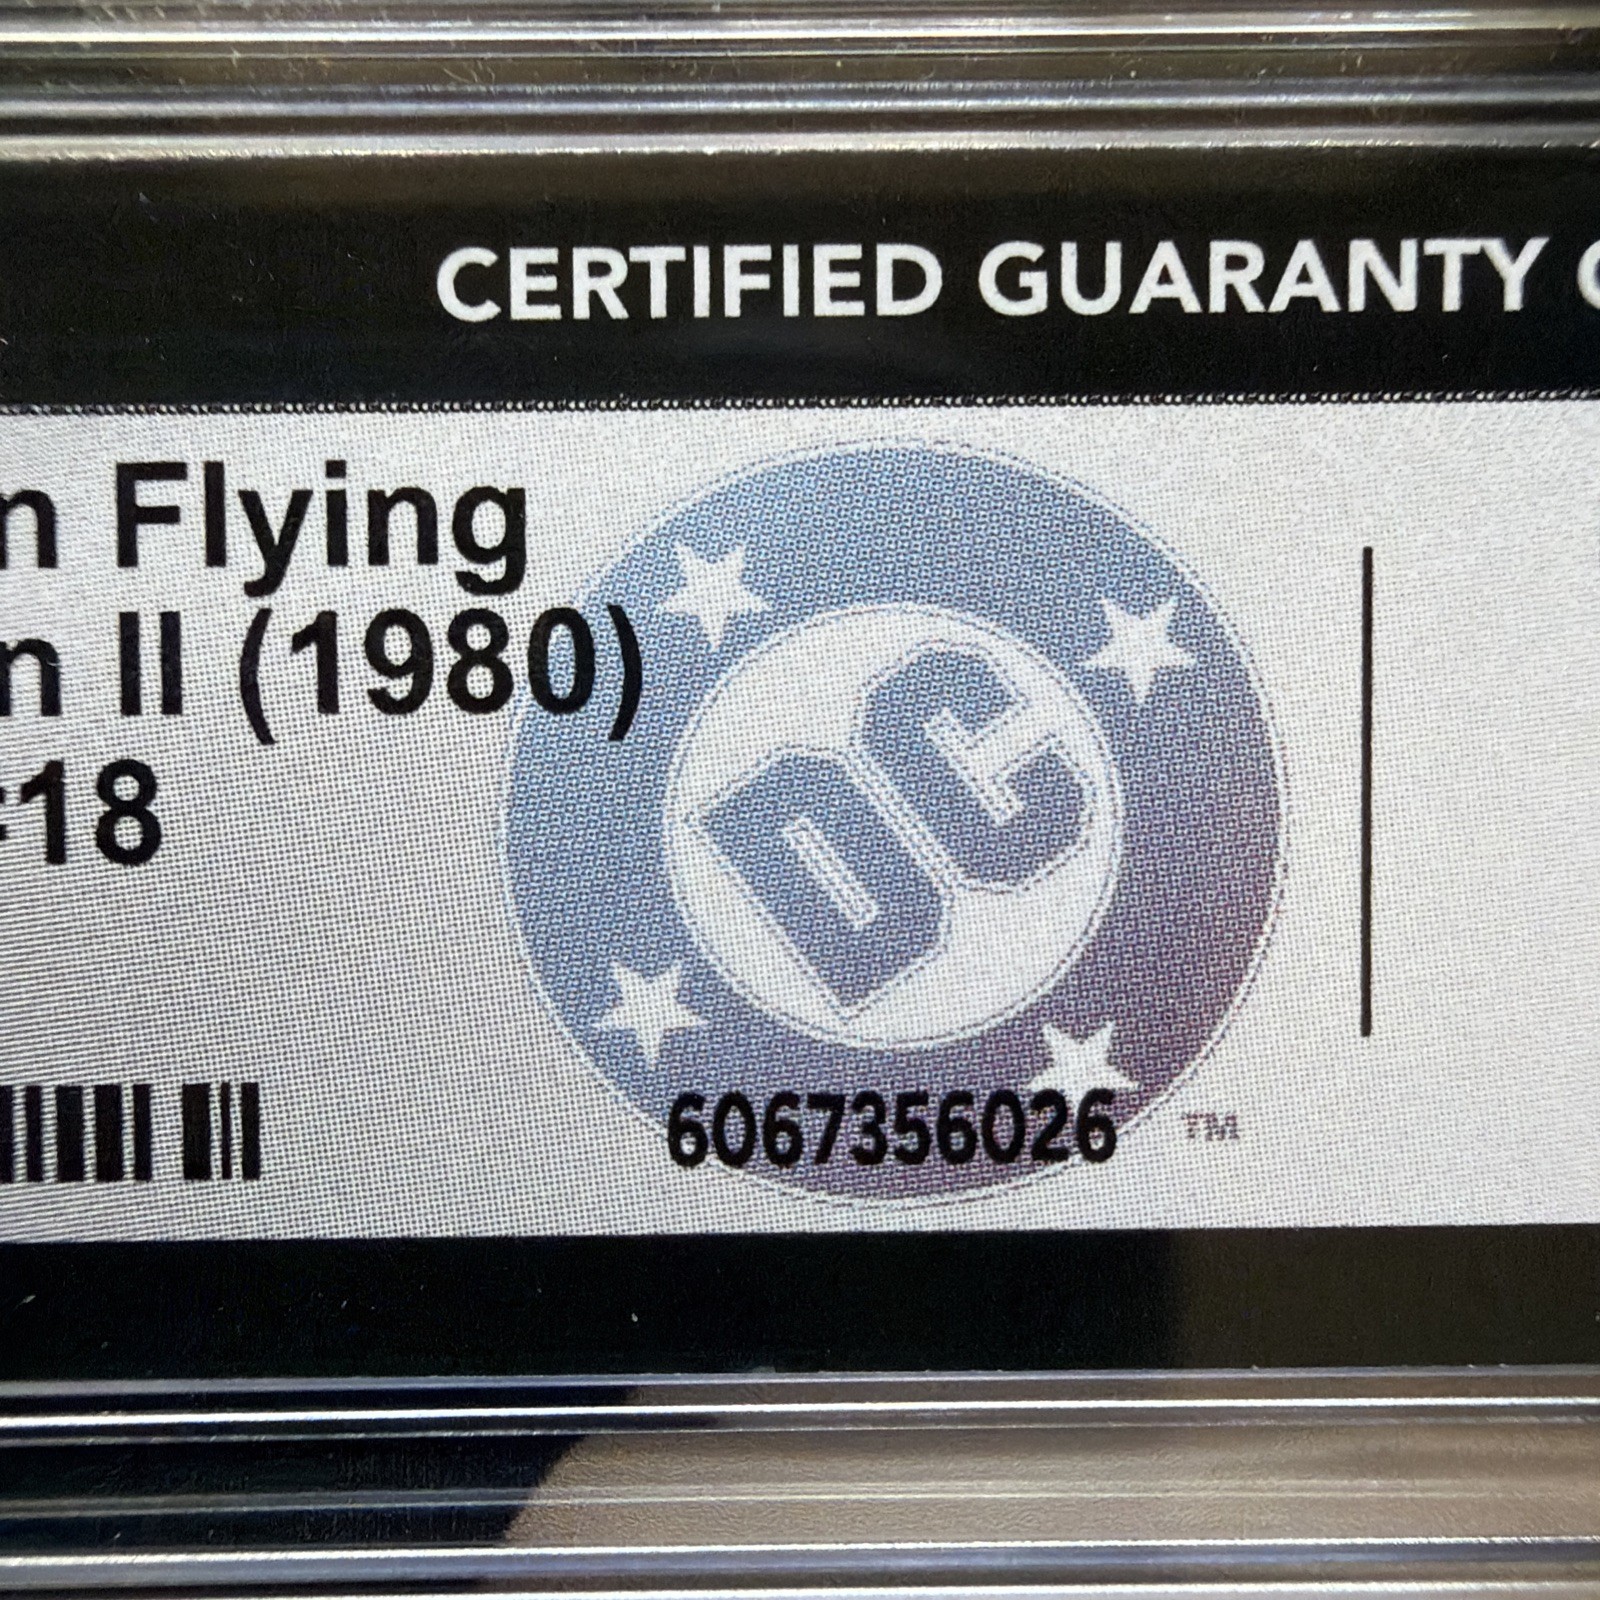 CERTIFIED GUARANTY
n Flying
n II (1980)
#18
DC
6067356026 ™